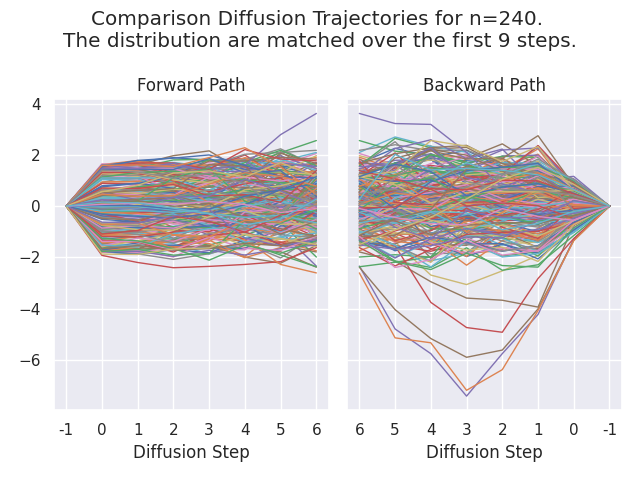 Comparison Diffusion Trajectories for n=240.
The distribution are matched over the first 9 steps.
Forward Path
Backward Path
4
2
0
−2
−4
−6
-1 0 1 2 3 4 5 6
6 5 4 3 2 1 0 -1
Diffusion Step
Diffusion Step